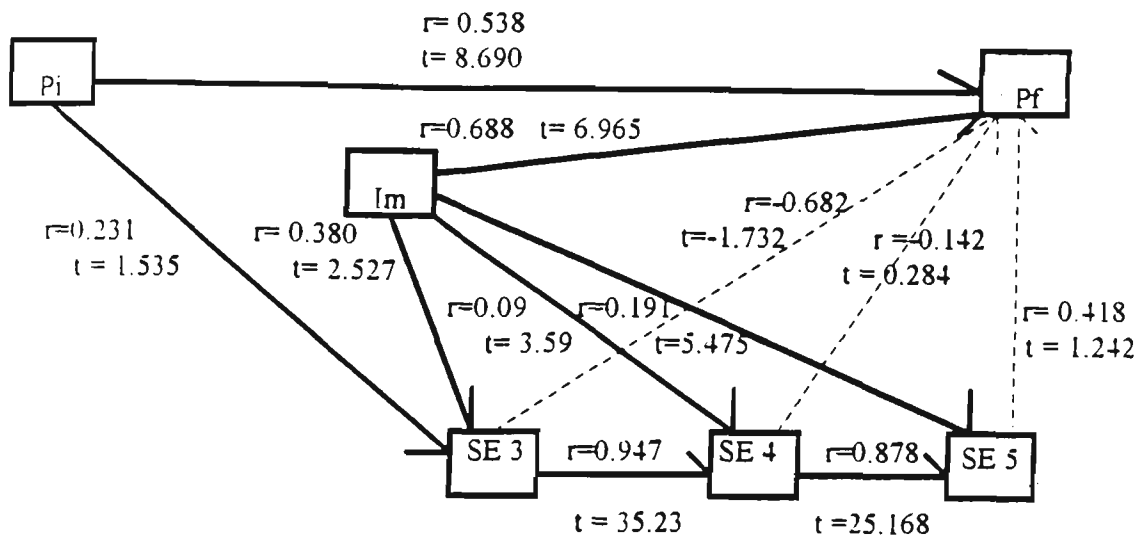 r= 0.538
t= 8.690
Pi
Pf
r=0.688 t= 6.965
Im
r=-0.682
t=-1.732
r=0.231
t = 1.535
r= 0.380
t= 2.527
r =-0.142
t = 0.284
r=0.09
t= 3.59
r=0.191
t=5.475
r= 0.418
t = 1.242
SE 3
r=0.947
SE 4
r=0.878
SE 5
t = 35.23
t =25.168